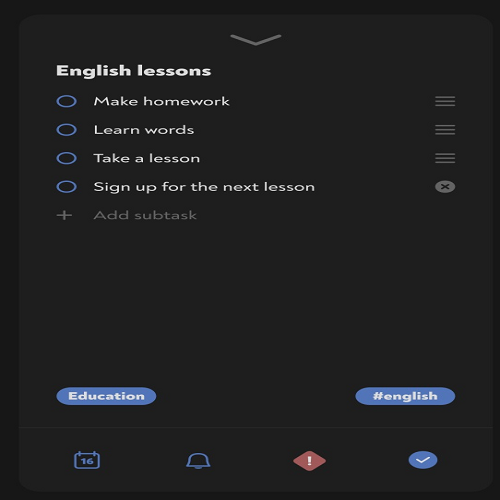 English lessons
Make homework
Learn words
Take a lesson
Sign up for the next lesson
Add subtask
Education #english
16
!